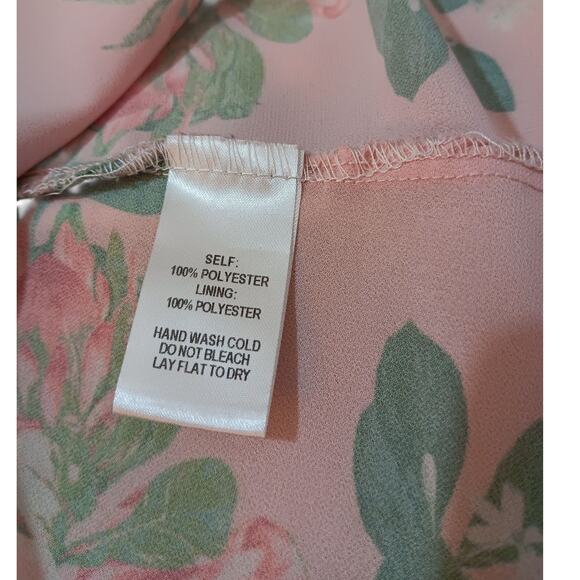 SELF:
100% POLYESTER
LINING:
100% POLYESTER
HAND WASH COLD
DO NOT BLEACH
LAY FLAT TO DRY